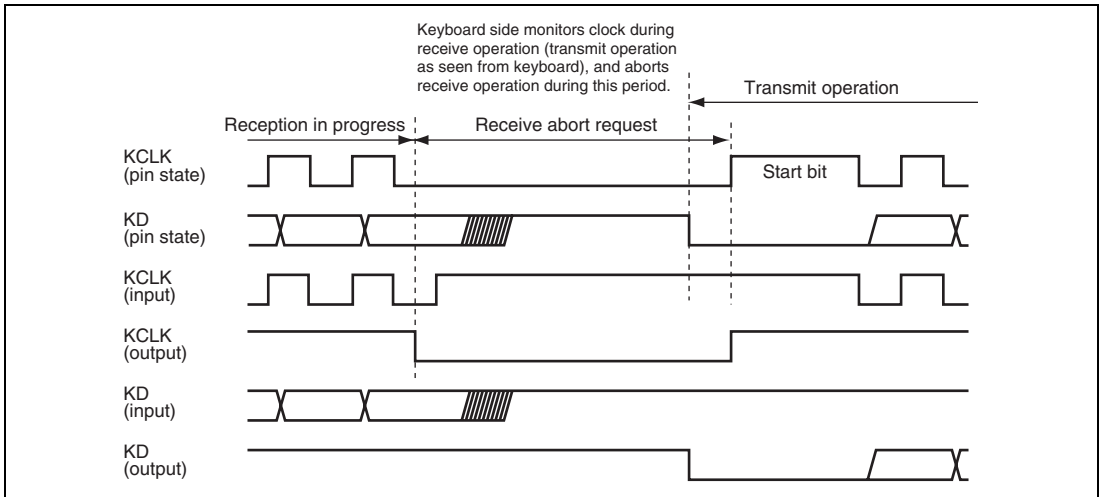 Keyboard side monitors clock during
receive operation (transmit operation
as seen from keyboard), and aborts
receive operation during this period.
Transmit operation
Reception in progress
Receive abort request
KCLK
(pin state)
Start bit
KD
(pin state)
KCLK
(input)
KCLK
(output)
KD
(input)
KD
(output)